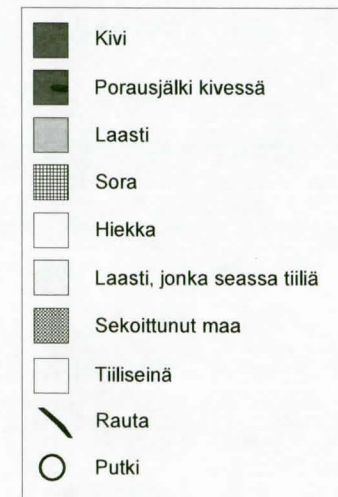 Kivi
Porausjälki kivessä
Laasti
Sora
Hiekka
Laasti, jonka seassa tiiliä
Sekoittunut maa
Tiiliseinä
Rauta
Putki